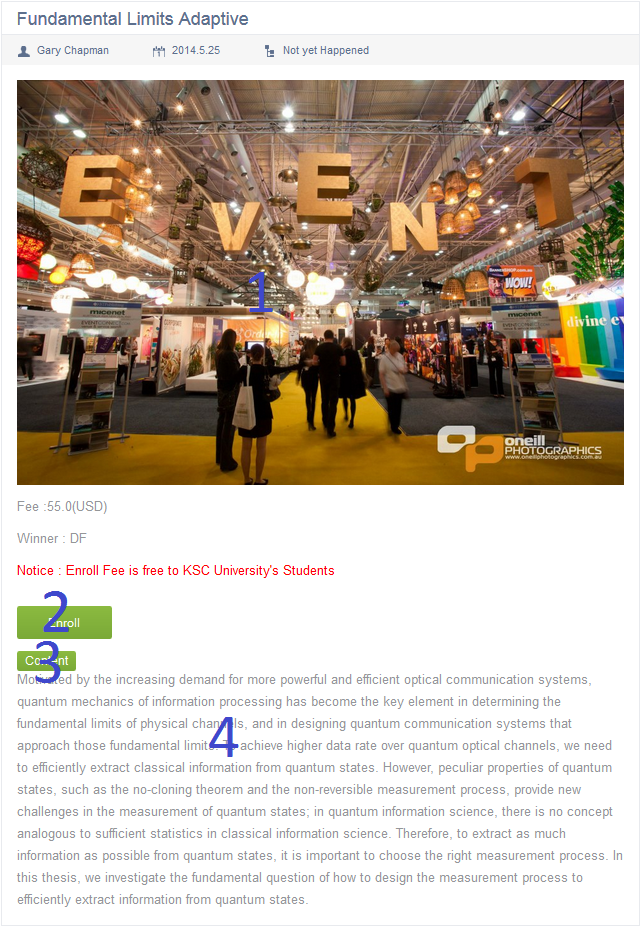 Fundamental Limits Adaptive
Gary Chapman 2014.5.25 Not yet Happened
EVENT
1
WOW!
micenet
micenet
divine ev
oneill
PHOTOGRAPHICS
www.oneillphotographics.com.au
Fee :55.0(USD)
Winner : DF
Notice : Enroll Fee is free to KSC University's Students
2
Enroll
3
Content
Motivated by the increasing demand for more powerful and efficient optical communication systems,
quantum mechanics of information processing has become the key element in determining the
fundamental limits of physical channels, and in designing quantum communication systems that
4
approach those fundamental limits. To achieve higher data rate over quantum optical channels, we need
to efficiently extract classical information from quantum states. However, peculiar properties of quantum
states, such as the no-cloning theorem and the non-reversible measurement process, provide new
challenges in the measurement of quantum states; in quantum information science, there is no concept
analogous to sufficient statistics in classical information science. Therefore, to extract as much
information as possible from quantum states, it is important to choose the right measurement process. In
this thesis, we investigate the fundamental question of how to design the measurement process to
efficiently extract information from quantum states.